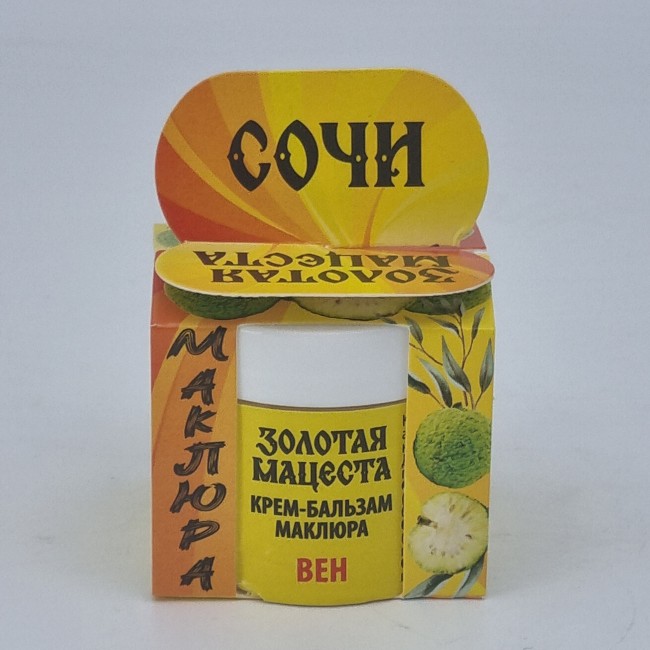 СОЧИ
ЗОЛОТАЯ
МАЦЕСТА
МАКЛЮРА
ЗОЛОТАЯ
МАЦЕСТА
КРЕМ-БАЛЬЗАМ
МАКЛЮРА
ВЕН